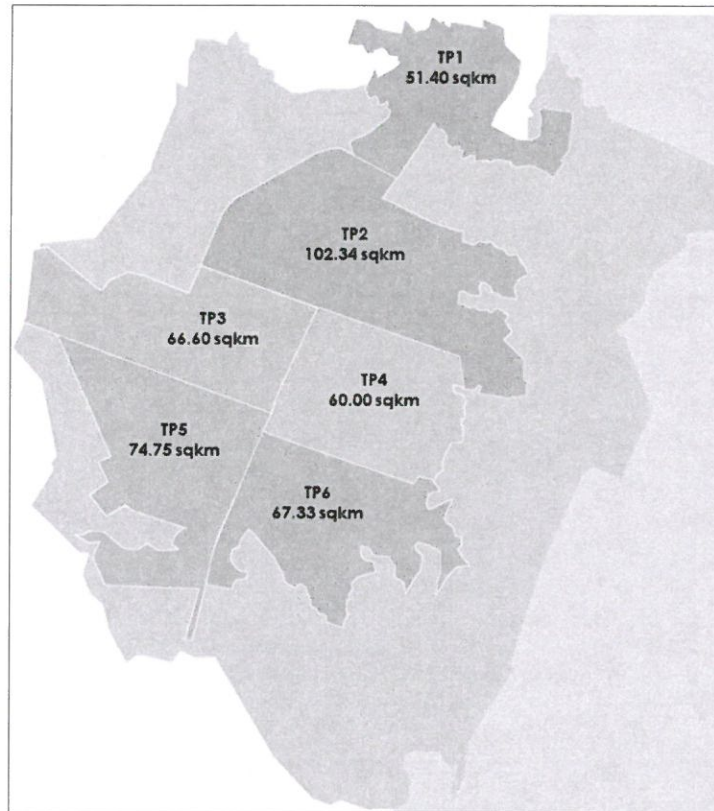 TP1
51.40 sqkm
TP2
102.34 sqkm
TP3
66.60 sqkm
TP4
60.00 sqkm
TP5
74.75 sqkm
TP6
67.33 sqkm